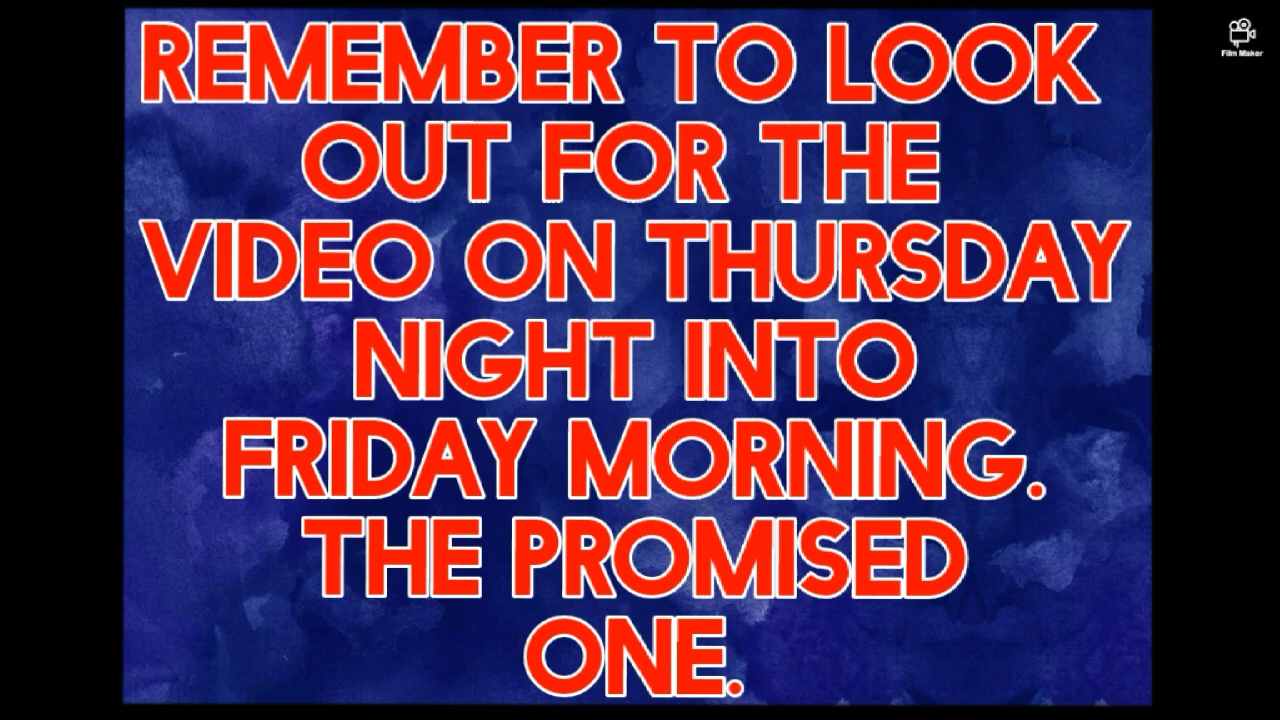 REMEMBER TO LOOK
OUT FOR THE
VIDEO ON THURSDAY
NIGHT INTO
FRIDAY MORNING.
THE PROMISED
ONE.
Film Maker